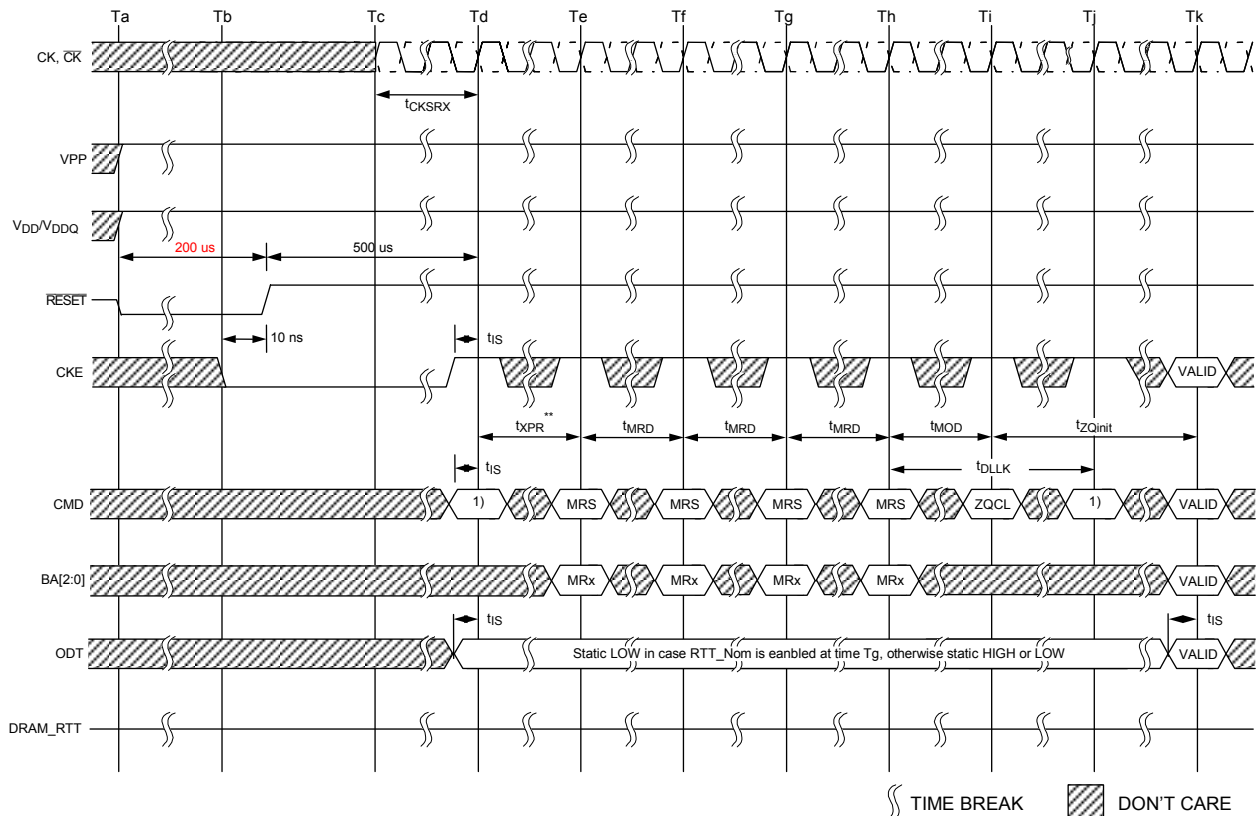 Ta Tb Tc Td Te Tf Tg Th Ti Tj Tk
CK, CK
tCKSRX
VPP
VDD/VDDQ
200 us 500 us
RESET
10 ns tIS
CKE VALID
tXPR** tMRD tMRD tMRD tMOD tZQinit
tIS tDLLK
CMD 1) MRS MRS MRS MRS ZQCL 1) VALID
BA[2:0] MRx MRx MRx MRx VALID
tIS tIS
ODT Static LOW in case RTT_Nom is eanbled at time Tg, otherwise static HIGH or LOW VALID
DRAM_RTT
TIME BREAK DON'T CARE